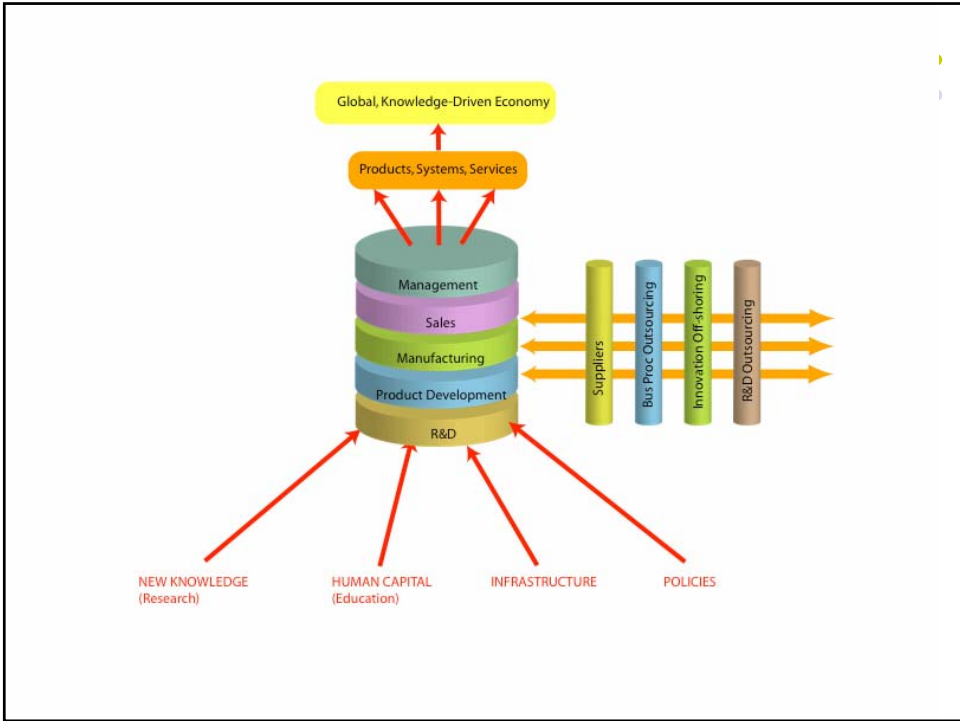 Global, Knowledge-Driven Economy
Products, Systems, Services
Management
Sales
Manufacturing
Product Development
R&D
Suppliers
Bus Proc Outsourcing
Innovation Off-shoring
R&D Outsourcing
NEW KNOWLEDGE
(Research)
HUMAN CAPITAL
(Education)
INFRASTRUCTURE
POLICIES